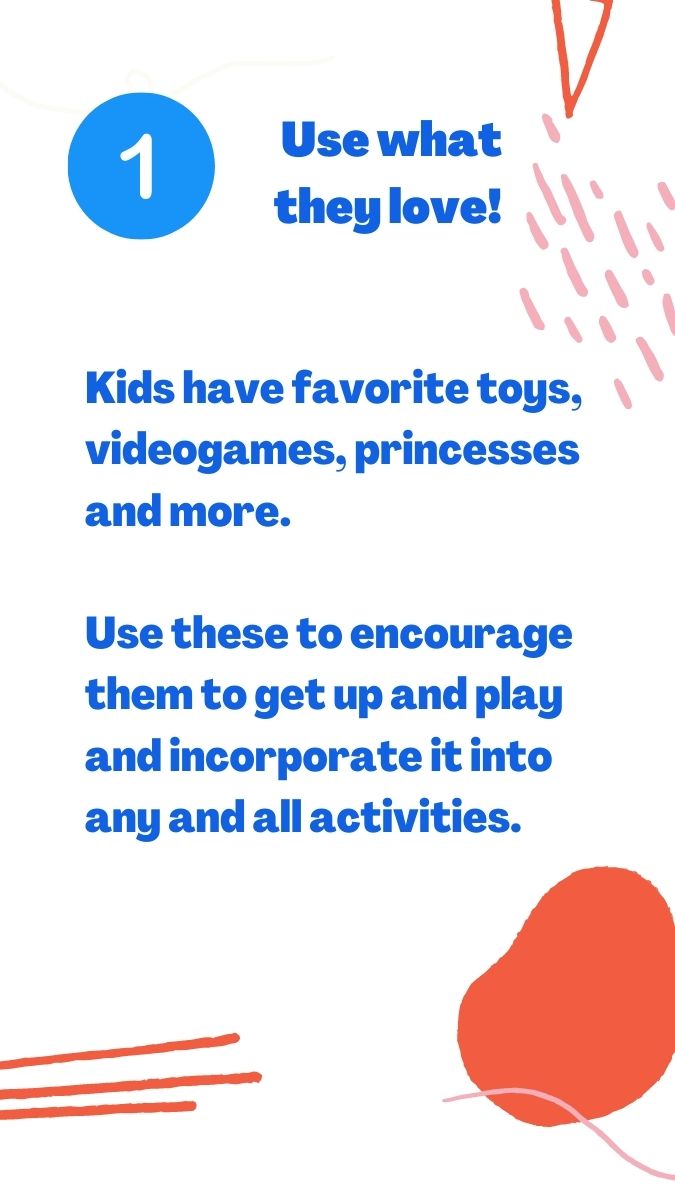 1
Use what
they love!
Kids have favorite toys,
videogames, princesses
and more.
Use these to encourage
them to get up and play
and incorporate it into
any and all activities.